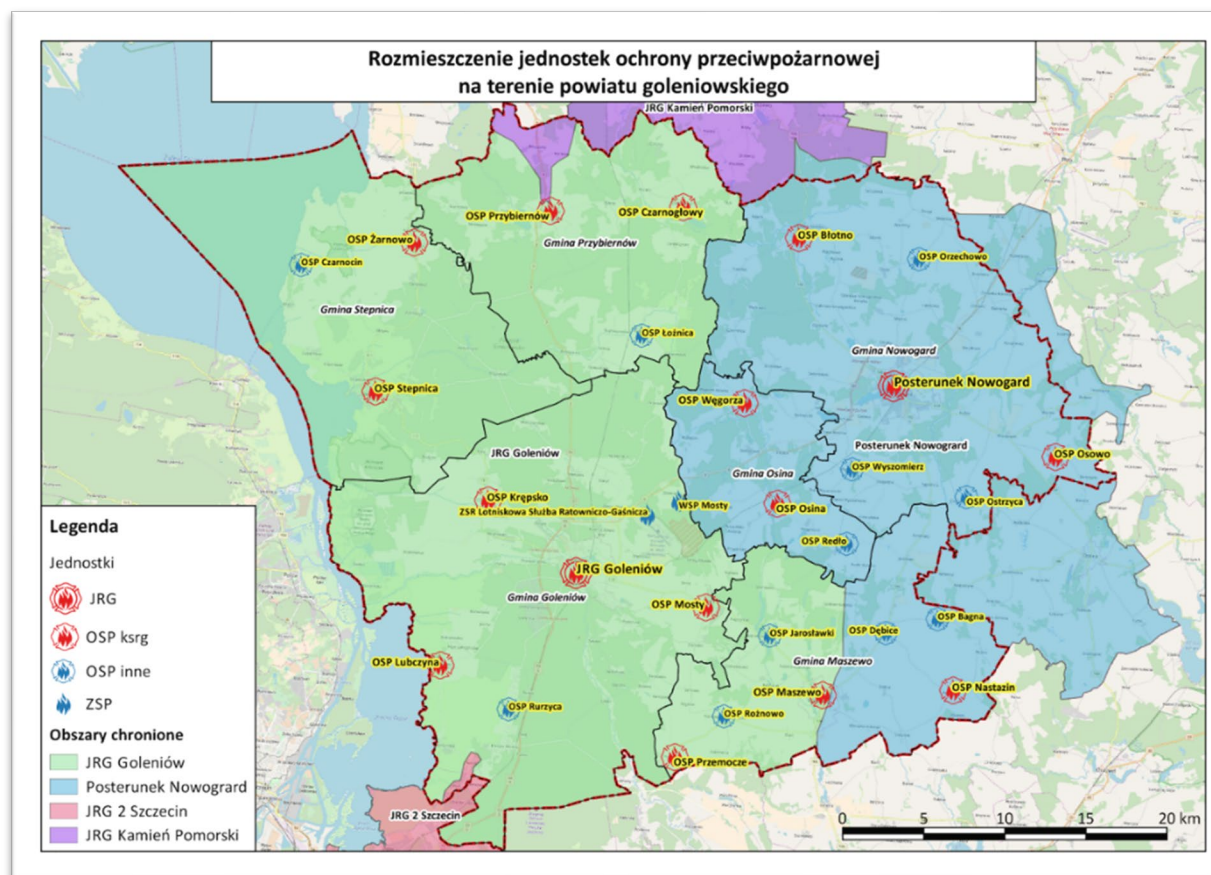 Rozmieszczenie jednostek ochrony przeciwpożarnowej
na terenie powiatu goleniowskiego
JRG Kamień Pomorski
OSP Przybiernów
OSP Czarnogłowy
OSP Żarnowo
Gmina Przybiernów
OSP Błotno
OSP Czarnocin
OSP Orzechowo
Gmina Stepnica
OSP Łoźnica
Gmina Nowogard
OSP Stepnica
OSP Węgorza
Posterunek Nowogard
JRG Goleniów
Posterunek Nowogrard
OSP Osowo
Gmina Osina
OSP Wyszomierz
OSP Krępsko
ZSR Lotniskowa Służba Ratowniczo-Gaśnicza
WSP Mosty
OSP Osina
OSP Ostrzyca
OSP Redło
JRG Goleniów
Gmina Goleniów
OSP Mosty
OSP Jarosławki
OSP Dębice
OSP Bagna
OSP Lubczyna
Gmina Maszewo
OSP Maszewo
OSP Nastazin
OSP Rurzyca
OSP Rożnowo
OSP Przemocze
JRG 2 Szczecin
Legenda
Jednostki
JRG
OSP ksrg
OSP inne
ZSP
Obszary chronione
JRG Goleniów
Posterunek Nowogrard
JRG 2 Szczecin
JRG Kamień Pomorski
0 5 10 15 20 km